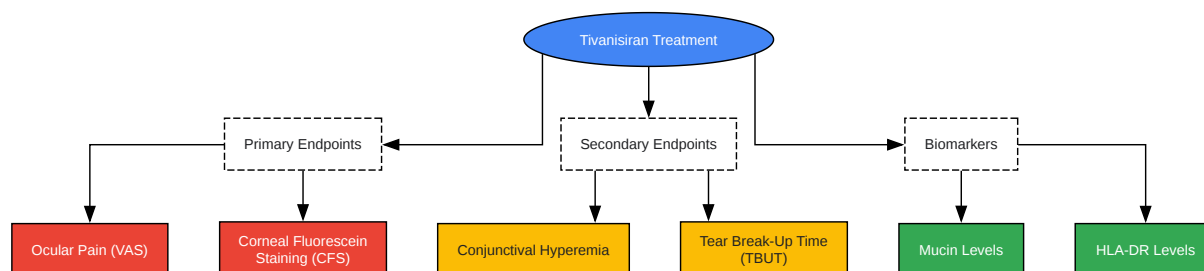 Tivanisiran Treatment
Primary Endpoints
Secondary Endpoints
Biomarkers
Ocular Pain (VAS)
Corneal Fluorescein
Staining (CFS)
Conjunctival Hyperemia
Tear Break-Up Time
(TBUT)
Mucin Levels
HLA-DR Levels